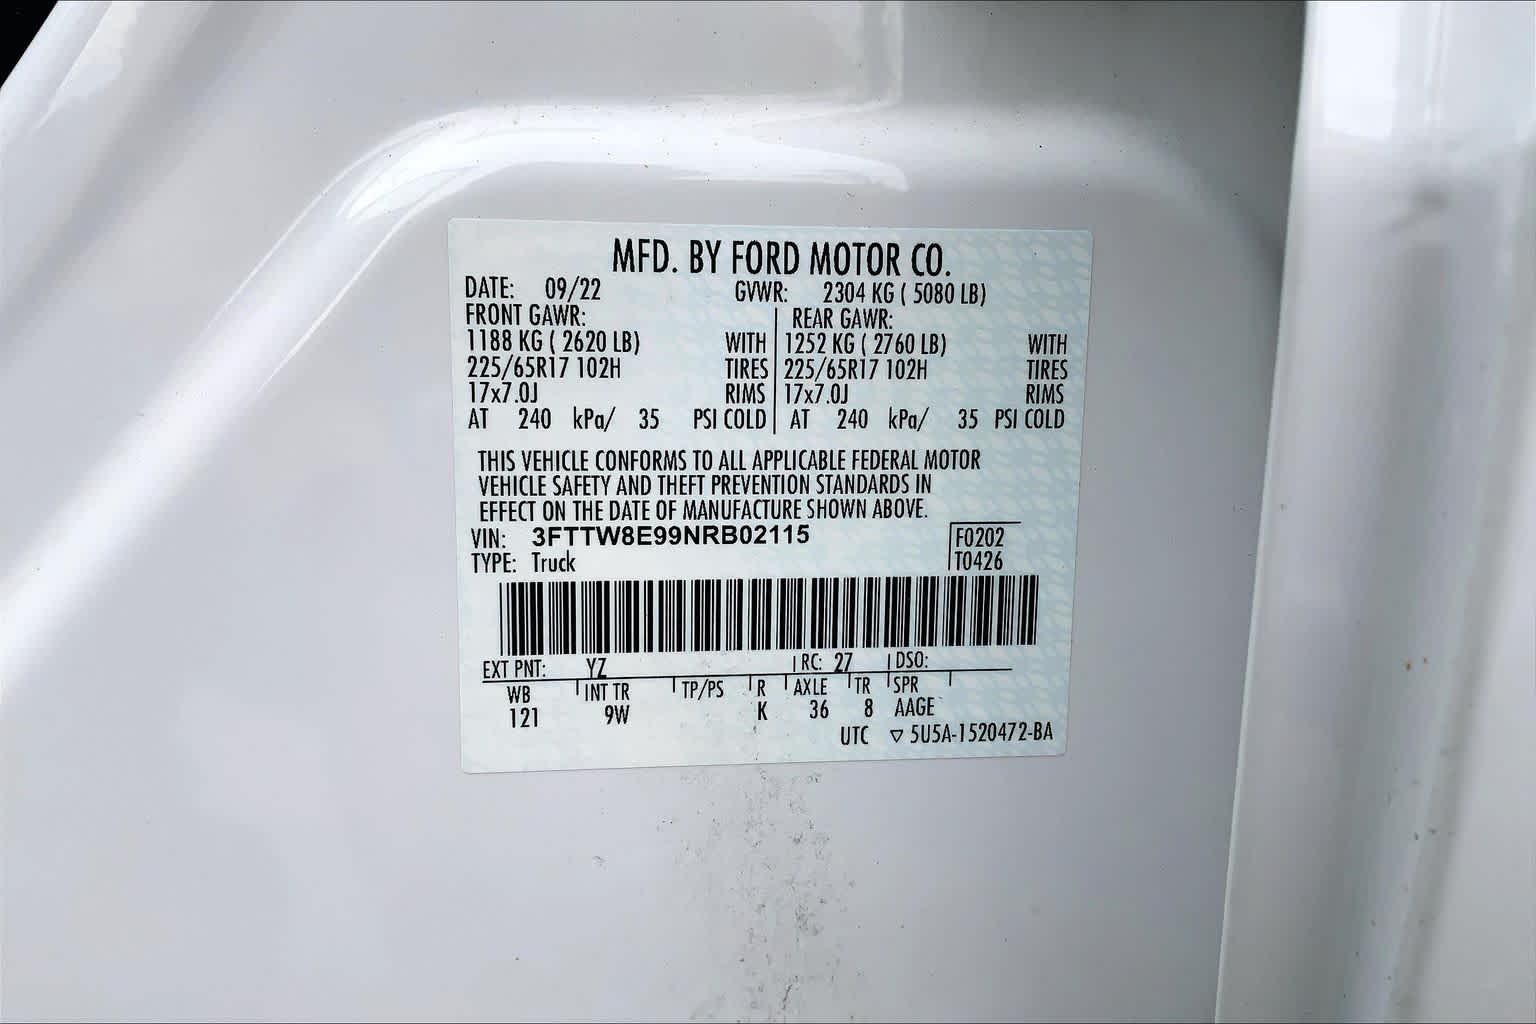 MFD. BY FORD MOTOR CO.
DATE: 09/22 GVWR: 2304 KG ( 5080 LB)
FRONT GAWR: REAR GAWR:
1188 KG ( 2620 LB) WITH 1252 KG ( 2760 LB) WITH
225/65R17 102H TIRES 225/65R17 102H TIRES
17x7.0J RIMS 17x7.0J RIMS
AT 240 kPa/ 35 PSI COLD AT 240 kPa/ 35 PSI COLD
THIS VEHICLE CONFORMS TO ALL APPLICABLE FEDERAL MOTOR
VEHICLE SAFETY AND THEFT PREVENTION STANDARDS IN
EFFECT ON THE DATE OF MANUFACTURE SHOWN ABOVE.
VIN: 3FTTW8E99NRB02115 F0202
TYPE: Truck T0426
EXT PNT: YZ RC: 27 DSO:
WB INT TR TP/PS R AXLE TR SPR
121 9W K 36 8 AAGE
UTC ▽ 5U5A-1520472-BA